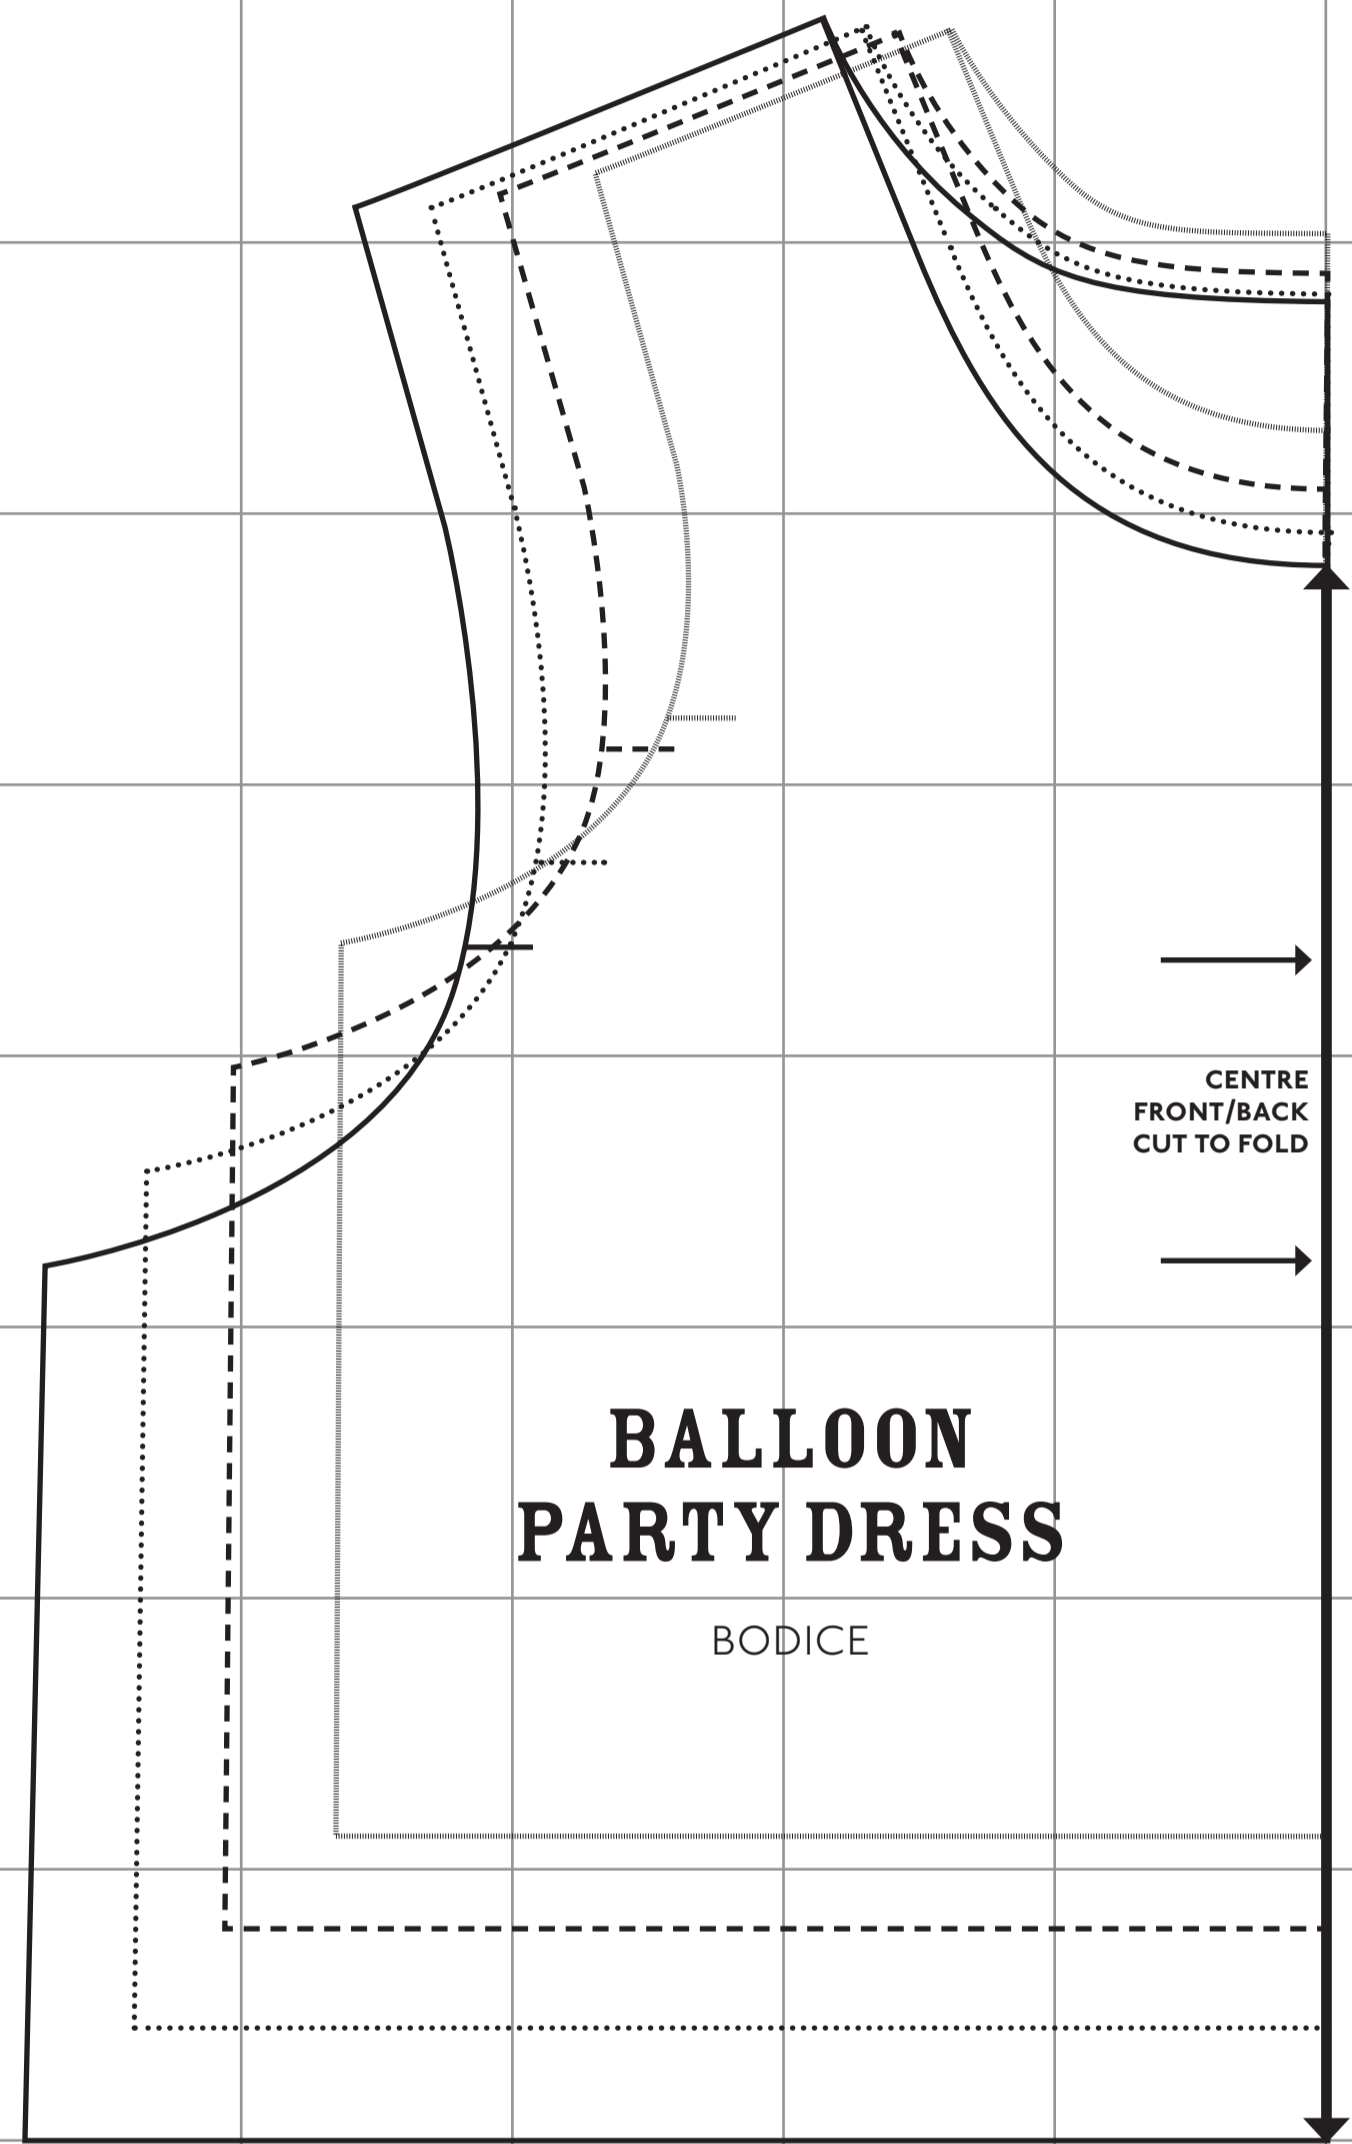 CENTRE
FRONT/BACK
CUT TO FOLD
BALLOON
PARTY DRESS
BODICE